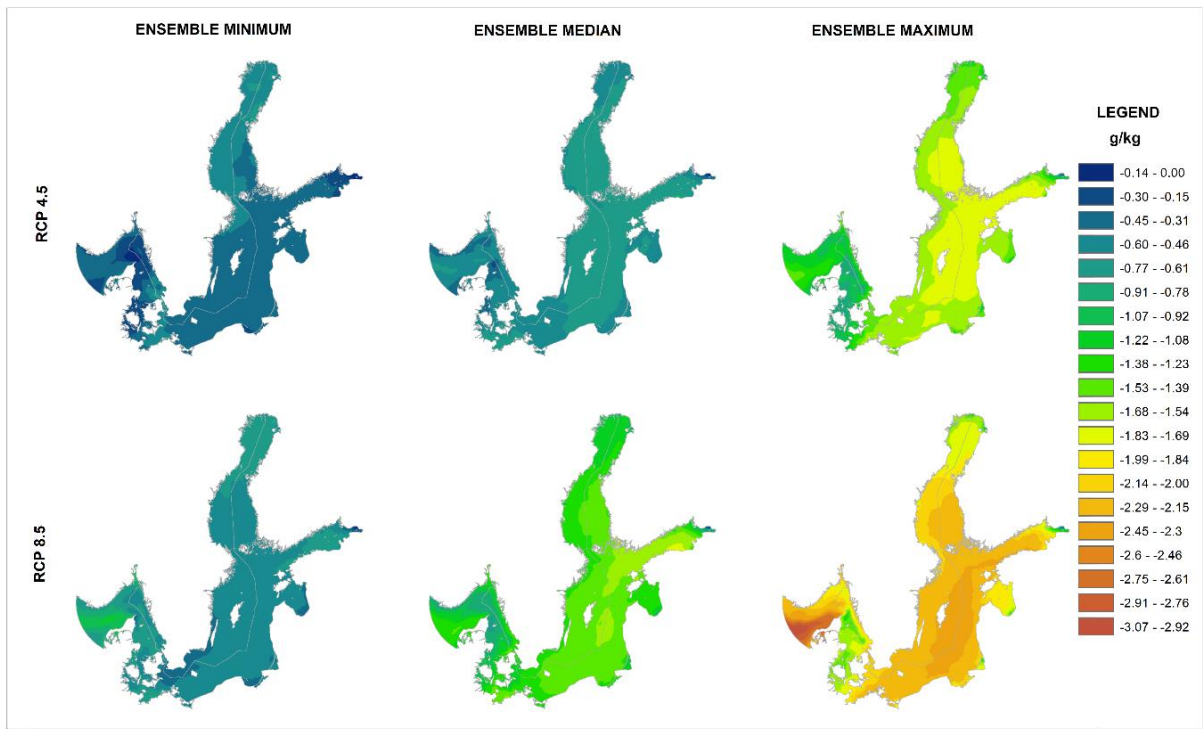 ENSEMBLE MINIMUM
ENSEMBLE MEDIAN
ENSEMBLE MAXIMUM
RCP 4.5
RCP 8.5
LEGEND
g/kg
-0.14 - 0.00
-0.30 - -0.15
-0.45 - -0.31
-0.60 - -0.46
-0.77 - -0.61
-0.91 - -0.78
-1.07 - -0.92
-1.22 - -1.08
-1.38 - -1.23
-1.53 - -1.39
-1.68 - -1.54
-1.83 - -1.69
-1.99 - -1.84
-2.14 - -2.00
-2.29 - -2.15
-2.45 - -2.3
-2.6 - -2.46
-2.75 - -2.61
-2.91 - -2.76
-3.07 - -2.92